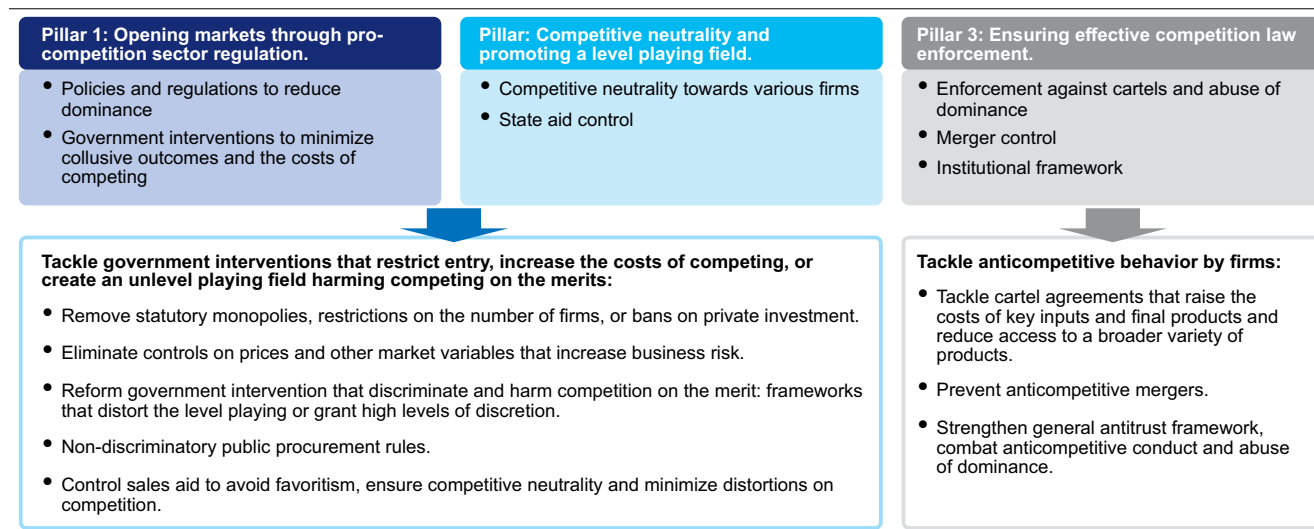 Pillar 1: Opening markets through pro-
competition sector regulation.
• Policies and regulations to reduce
dominance
• Government interventions to minimize
collusive outcomes and the costs of
competing
Pillar: Competitive neutrality and
promoting a level playing field.
• Competitive neutrality towards various firms
• State aid control
Pillar 3: Ensuring effective competition law
enforcement.
• Enforcement against cartels and abuse of
dominance
• Merger control
• Institutional framework
Tackle government interventions that restrict entry, increase the costs of competing, or
create an unlevel playing field harming competing on the merits:
• Remove statutory monopolies, restrictions on the number of firms, or bans on private investment.
• Eliminate controls on prices and other market variables that increase business risk.
• Reform government intervention that discriminate and harm competition on the merit: frameworks
that distort the level playing or grant high levels of discretion.
• Non-discriminatory public procurement rules.
• Control sales aid to avoid favoritism, ensure competitive neutrality and minimize distortions on
competition.
Tackle anticompetitive behavior by firms:
• Tackle cartel agreements that raise the
costs of key inputs and final products and
reduce access to a broader variety of
products.
• Prevent anticompetitive mergers.
• Strengthen general antitrust framework,
combat anticompetitive conduct and abuse
of dominance.